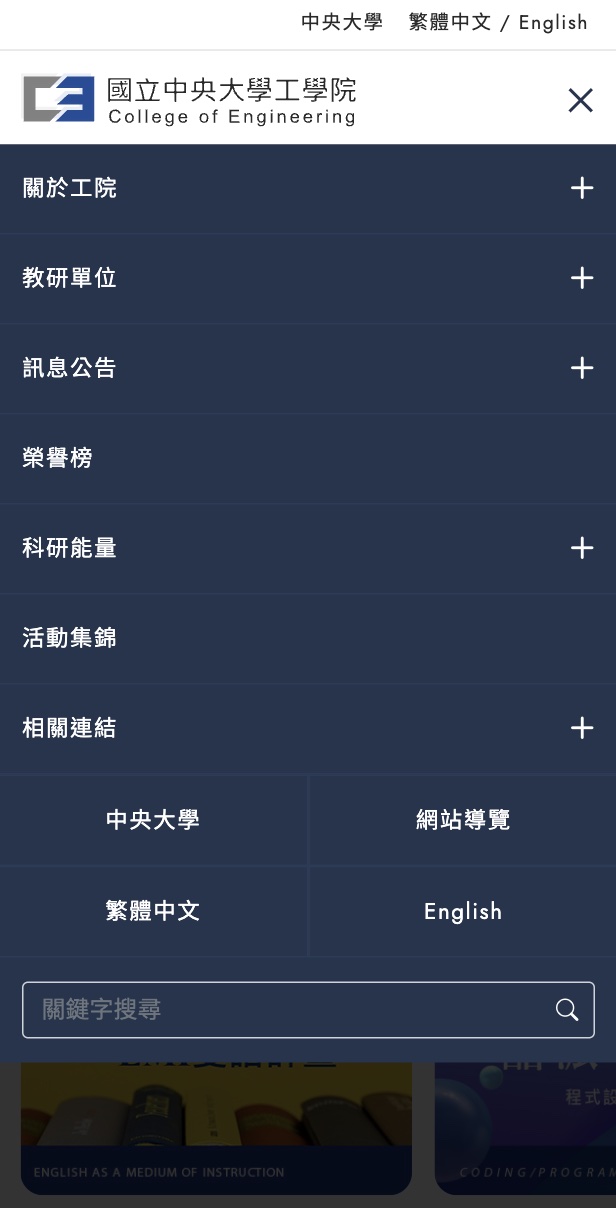 中央大學 繁體中文 / English
國立中央大學工學院
College of Engineering
關於工院
教研單位
訊息公告
榮譽榜
科研能量
活動集錦
相關連結
中央大學 網站導覽
繁體中文 English
關鍵字搜尋
程式設
ENGLISH AS A MEDIUM OF INSTRUCTION
CODING/PROGRAM